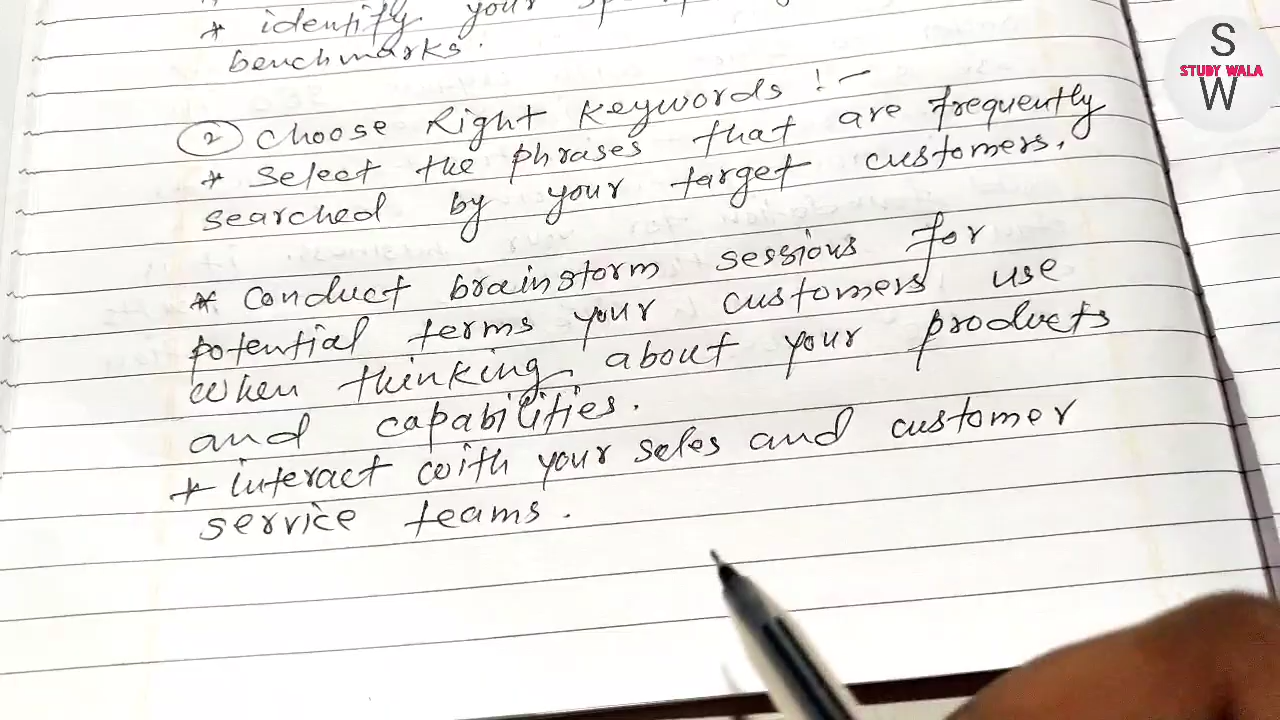 * identify your
benchmarks.
② Choose Right Keywords :-
* Select the phrases that are frequently
searched by your target customers.
* Conduct brainstorm sessions for
potential terms your customers use
when thinking about your products
and capabilities.
* interact with your sales and customer
service teams.
S
STUDY WALA
W